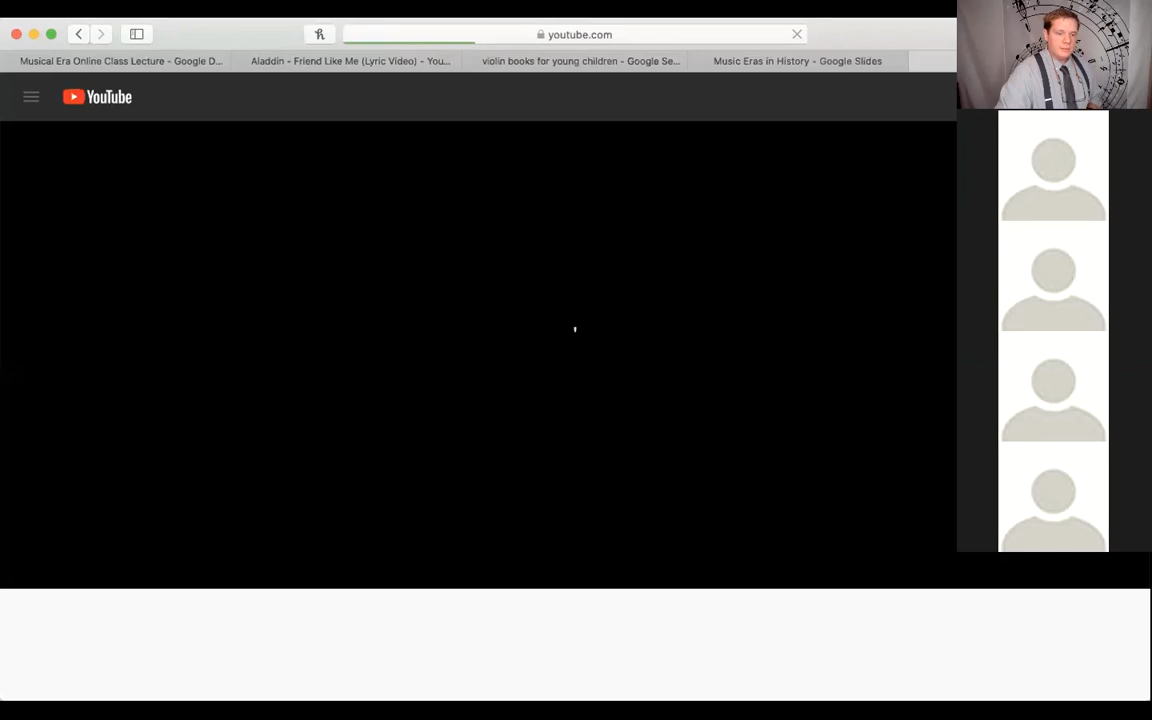 youtube.com
Musical Era Online Class Lecture - Google D...
Aladdin - Friend Like Me (Lyric Video) - You...
violin books for young children - Google Se...
Music Eras in History - Google Slides
YouTube